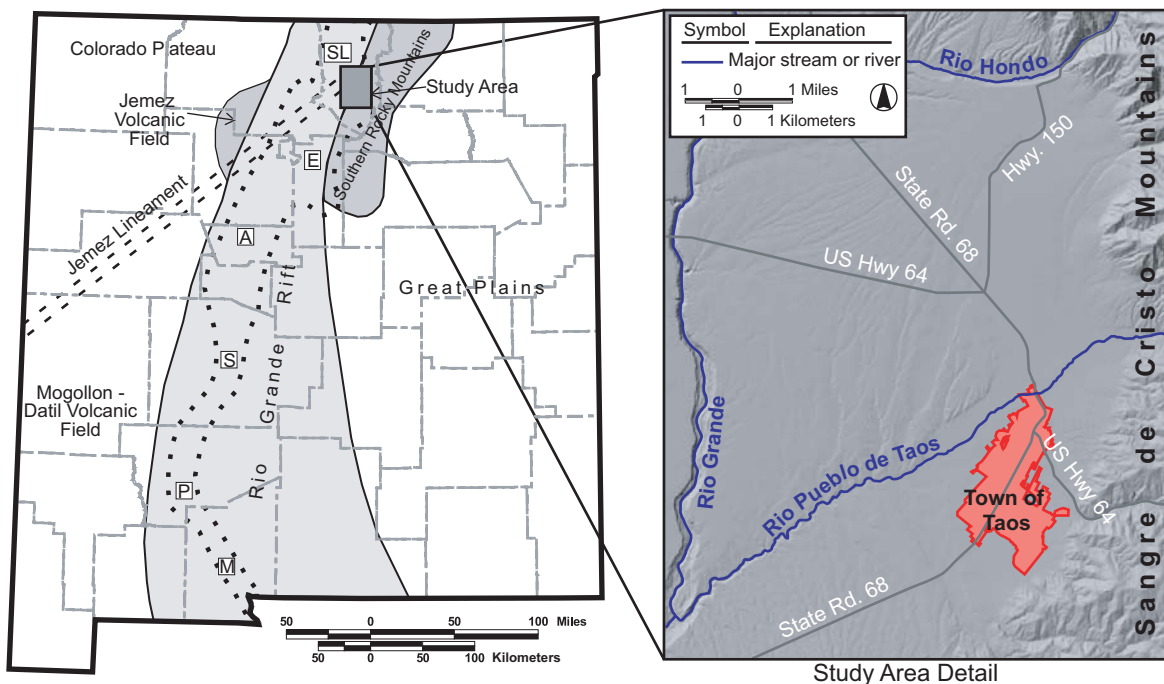 Colorado Plateau
SL
Jemez
Volcanic
Field
Study Area
Southern Rocky Mountains
E
Jemez Lineament
A
Great Plains
Rio Grande Rift
S
Mogollon -
Datil Volcanic
Field
P
M
50 0 50 100 Miles
50 0 50 100 Kilometers
Symbol Explanation
Major stream or river
1 0 1 Miles
1 0 1 Kilometers
Rio Hondo
Hwy. 150
State Rd. 68
US Hwy 64
Sangre de Cristo Mountains
Rio Grande
Rio Pueblo de Taos
US Hwy 64
Town of
Taos
State Rd. 68
Study Area Detail